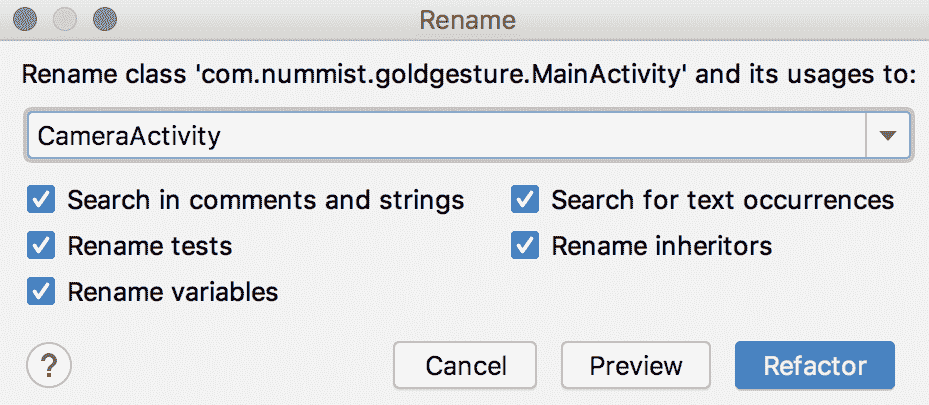 Rename
Rename class 'com.nummist.goldgesture.MainActivity' and its usages to:
CameraActivity
Search in comments and strings
Search for text occurrences
Rename tests
Rename inheritors
Rename variables
?
Cancel
Preview
Refactor